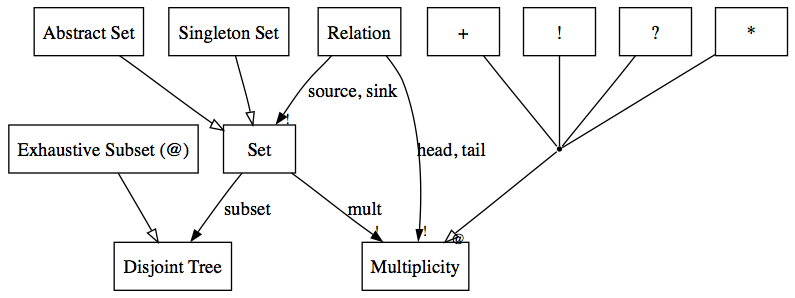 Abstract Set
Singleton Set
Relation
+
!
?
*
source, sink
!
Exhaustive Subset (@)
Set
head, tail
subset
mult
!
!
@
Disjoint Tree
Multiplicity